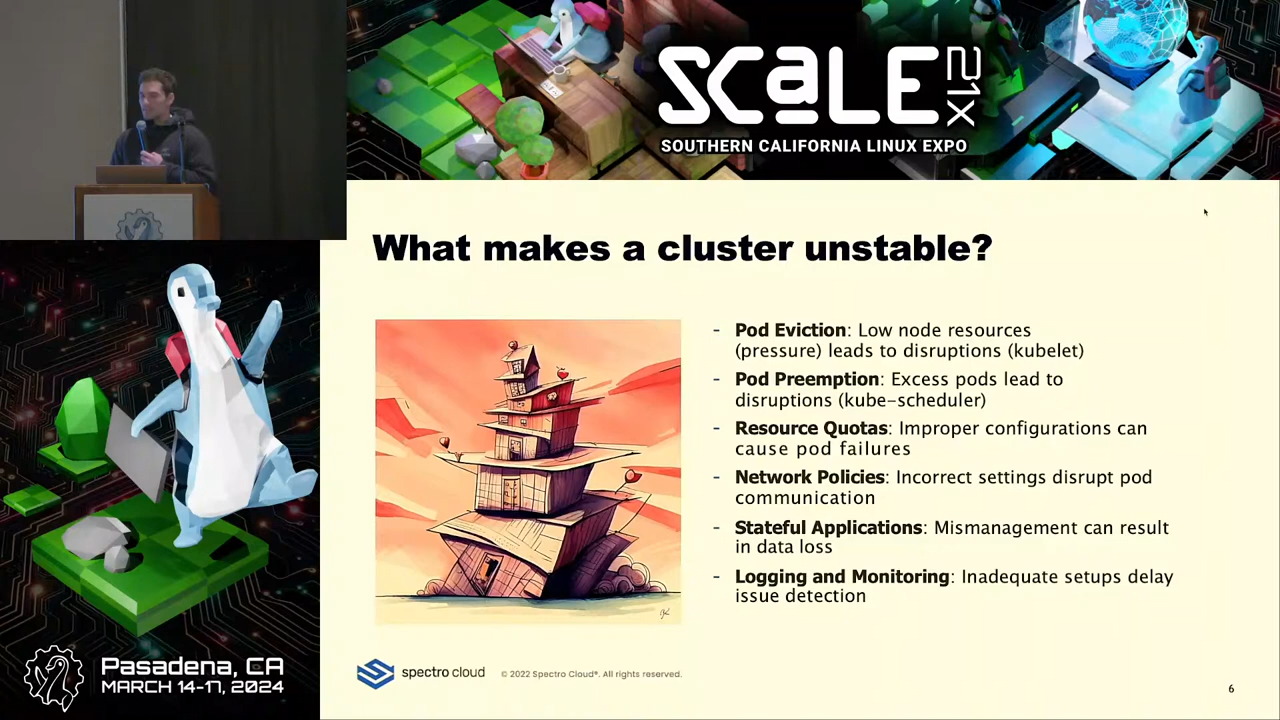 SCaLE 21X
SOUTHERN CALIFORNIA LINUX EXPO
What makes a cluster unstable?
- Pod Eviction: Low node resources
(pressure) leads to disruptions (kubelet)
- Pod Preemption: Excess pods lead to
disruptions (kube-scheduler)
- Resource Quotas: Improper configurations can
cause pod failures
- Network Policies: Incorrect settings disrupt pod
communication
- Stateful Applications: Mismanagement can result
in data loss
- Logging and Monitoring: Inadequate setups delay
issue detection
spectro cloud
© 2022 Spectro Cloud®. All rights reserved.
6
Pasadena, CA
MARCH 14-17, 2024